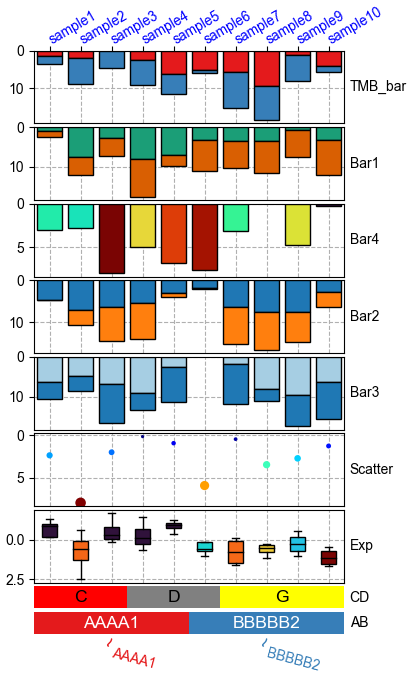 sample1 sample2 sample3 sample4 sample5 sample6 sample7 sample8 sample9 sample10
0
10
TMB_bar
0
10
Bar1
0
5
Bar4
0
10
Bar2
0
10
Bar3
0
5
Scatter
0.0
2.5
Exp
C D G CD
AAAA1 BBBBB2 AB
~AAAA1 ~BBBBB2